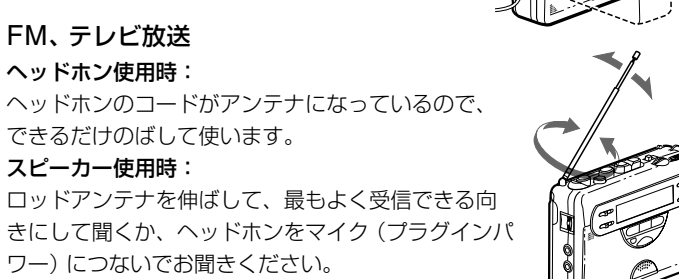 FM、テレビ放送
ヘッドホン使用時：
ヘッドホンのコードがアンテナになっているので、
できるだけのばして使います。
スピーカー使用時：
ロッドアンテナを伸ばして、最もよく受信できる向
きにして聞くか、ヘッドホンをマイク（プラグインパ
ワー）につないでお聞きください。